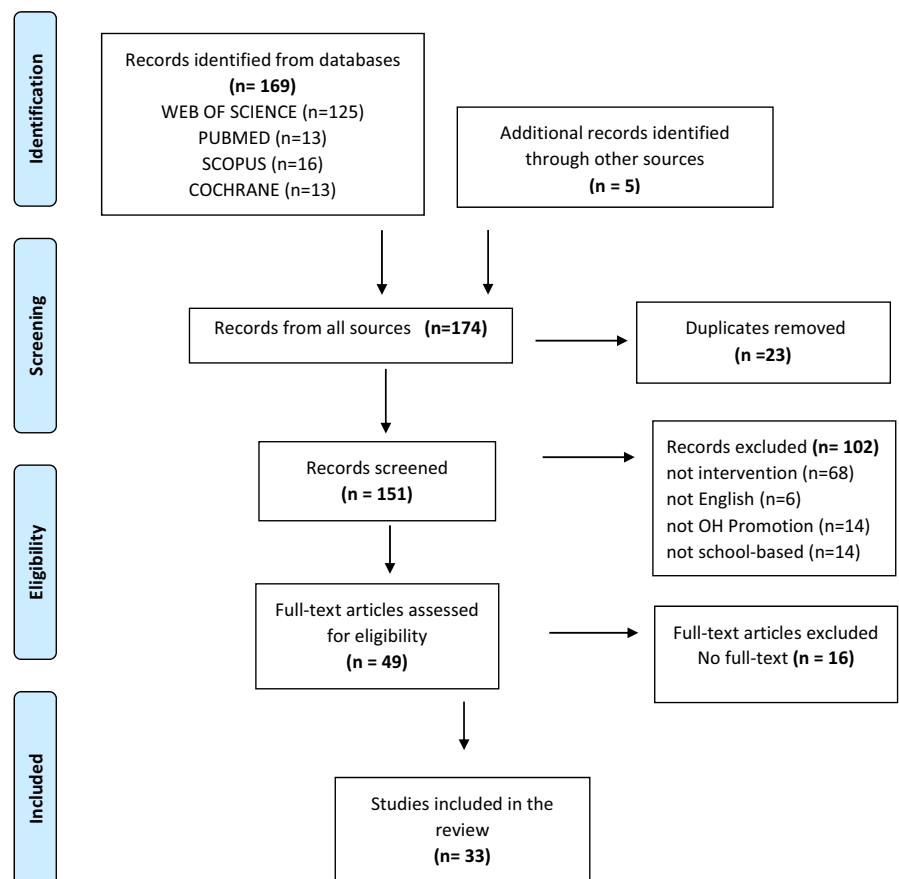 Identification
Records identified from databases
(n= 169)
WEB OF SCIENCE (n=125)
PUBMED (n=13)
SCOPUS (n=16)
COCHRANE (n=13)
Additional records identified
through other sources
(n = 5)
Screening
Records from all sources (n=174)
Duplicates removed
(n =23)
Records screened
(n = 151)
Records excluded (n= 102)
not intervention (n=68)
not English (n=6)
not OH Promotion (n=14)
not school-based (n=14)
Eligibility
Full-text articles assessed
for eligibility
(n = 49)
Full-text articles excluded
No full-text (n = 16)
Included
Studies included in the
review
(n= 33)